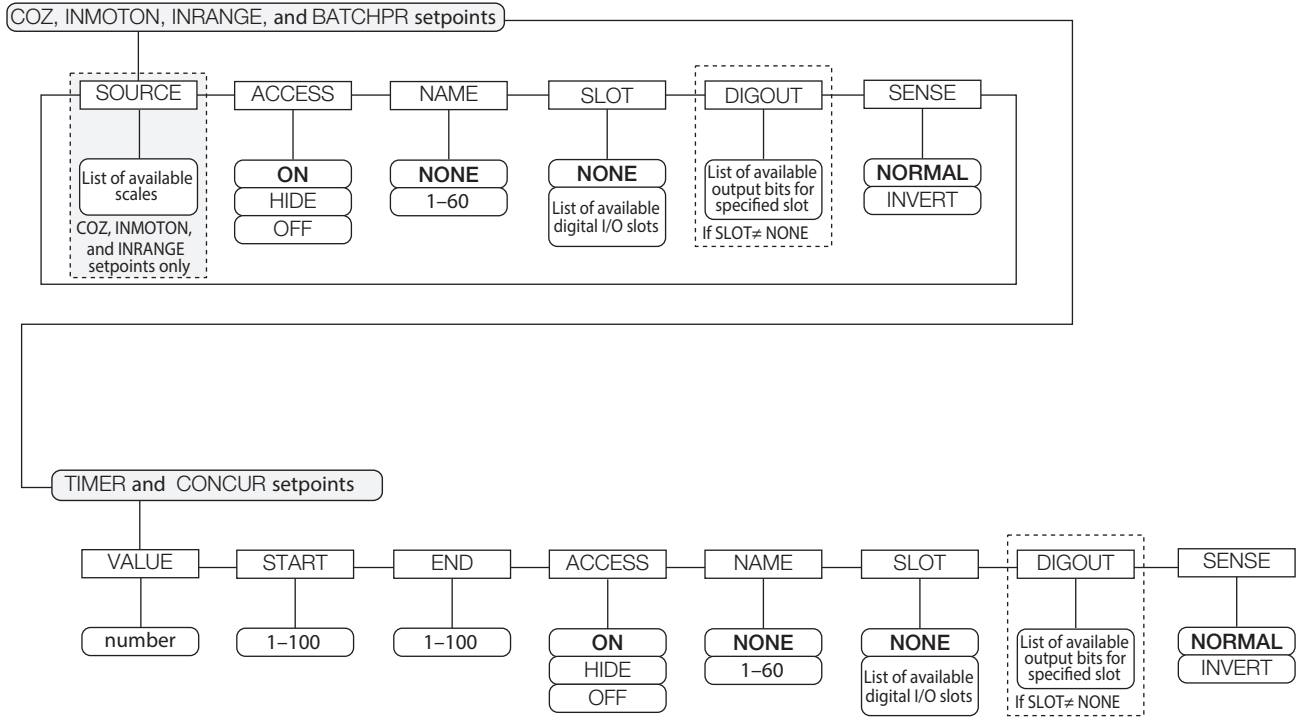 COZ, INMOTON, INRANGE, and BATCHPR setpoints
SOURCE
ACCESS
NAME
SLOT
DIGOUT
SENSE
List of available
scales
COZ, INMOTON,
and INRANGE
setpoints only
ON
HIDE
OFF
NONE
1–60
NONE
List of available
digital I/O slots
List of available
output bits for
specified slot
If SLOT≠ NONE
NORMAL
INVERT
TIMER and CONCUR setpoints
VALUE
START
END
ACCESS
NAME
SLOT
DIGOUT
SENSE
number
1–100
1–100
ON
HIDE
OFF
NONE
1–60
NONE
List of available
digital I/O slots
List of available
output bits for
specified slot
If SLOT≠ NONE
NORMAL
INVERT